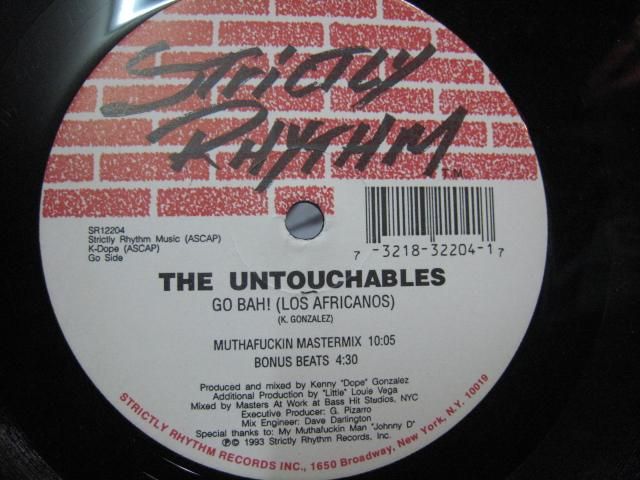 STRICTLY
RHYTHM
TM
SR12204
Strictly Rhythm Music (ASCAP)
K-Dope (ASCAP)
Go Side
7 -3218-32204-1 7
THE UNTOUCHABLES
GO BAH! (LOS AFRICANOS)
(K. GONZALEZ)
MUTHAFUCKIN MASTERMIX 10:05
BONUS BEATS 4:30
Produced and mixed by Kenny "Dope" Gonzalez
Additional Production by "Little" Louie Vega
Mixed by Masters At Work at Bass Hit Studios, NYC
Executive Producer: G. Pizarro
Mix Engineer: Dave Darlington
Special thanks to: My Muthafuckin Man "Johnny D"
℗© 1993 Strictly Rhythm Records, Inc.
STRICTLY RHYTHM RECORDS INC., 1650 Broadway, New York, N.Y. 10019